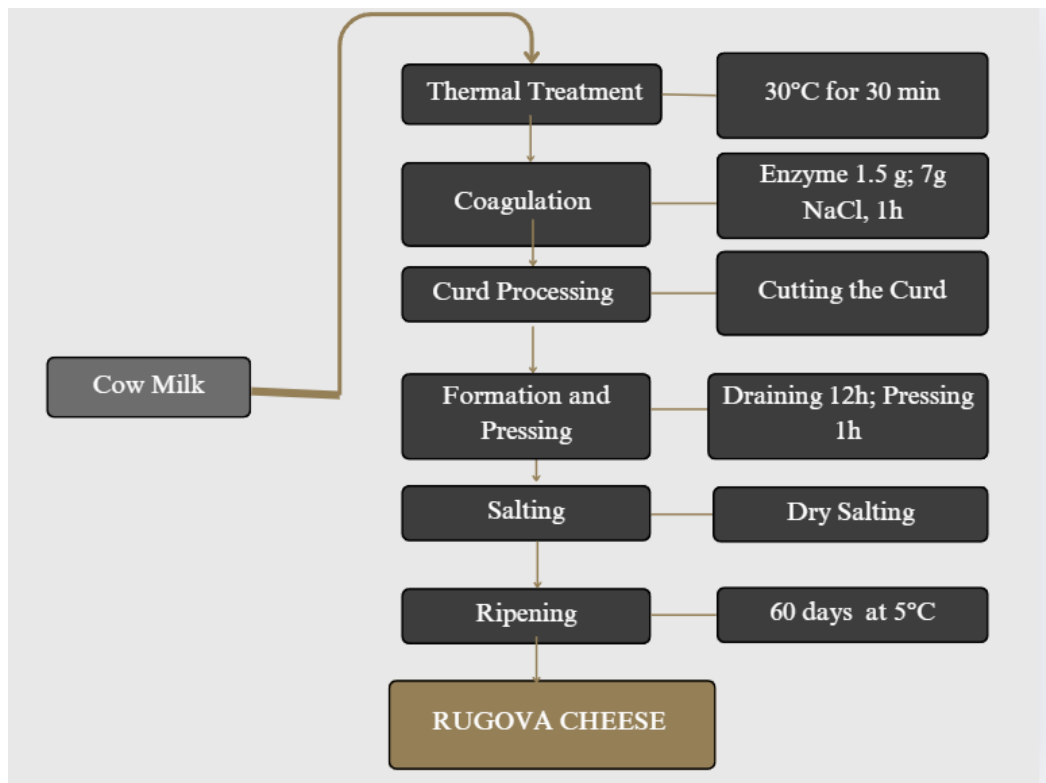 Thermal Treatment
30°C for 30 min
Coagulation
Enzyme 1.5 g; 7g
NaCl, 1h
Curd Processing
Cutting the Curd
Cow Milk
Formation and
Pressing
Draining 12h; Pressing
1h
Salting
Dry Salting
Ripening
60 days at 5°C
RUGOVA CHEESE